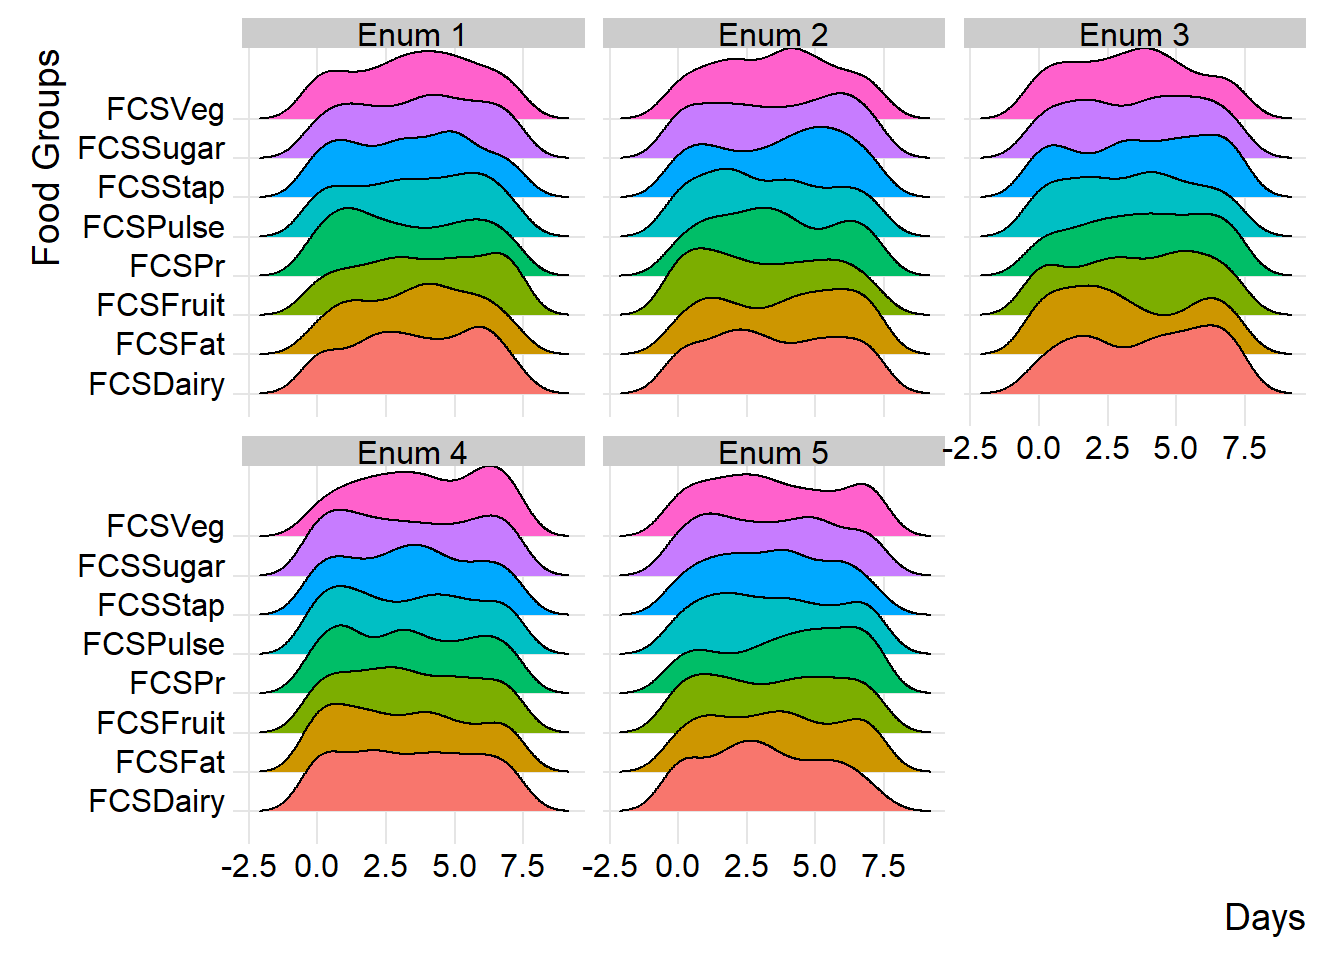 Enum 1
Enum 2
Enum 3
Food Groups
FCSVeg
FCSSugar
FCSStap
FCSPulse
FCSPr
FCSFruit
FCSFat
FCSDairy
-2.5 0.0 2.5 5.0 7.5
Enum 4
Enum 5
FCSVeg
FCSSugar
FCSStap
FCSPulse
FCSPr
FCSFruit
FCSFat
FCSDairy
-2.5 0.0 2.5 5.0 7.5
-2.5 0.0 2.5 5.0 7.5
Days